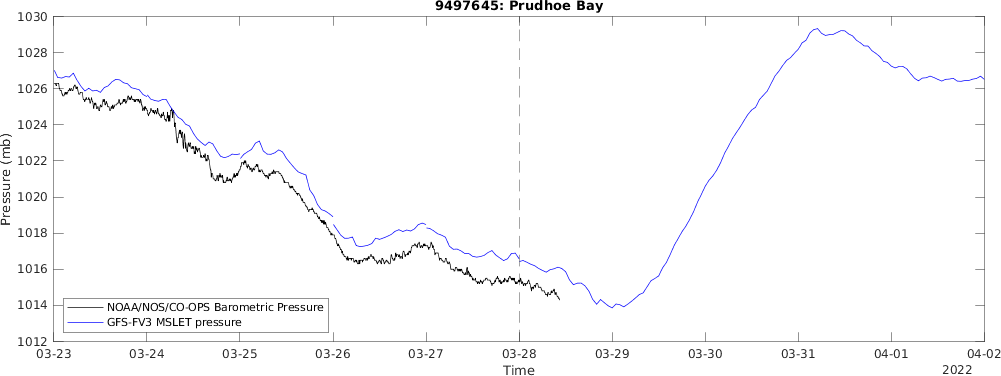 9497645: Prudhoe Bay
Pressure (mb)
1030
1028
1026
1024
1022
1020
1018
1016
1014
1012
NOAA/NOS/CO-OPS Barometric Pressure
GFS-FV3 MSLET pressure
03-23 03-24 03-25 03-26 03-27 03-28 03-29 03-30 03-31 04-01 04-02
Time
2022